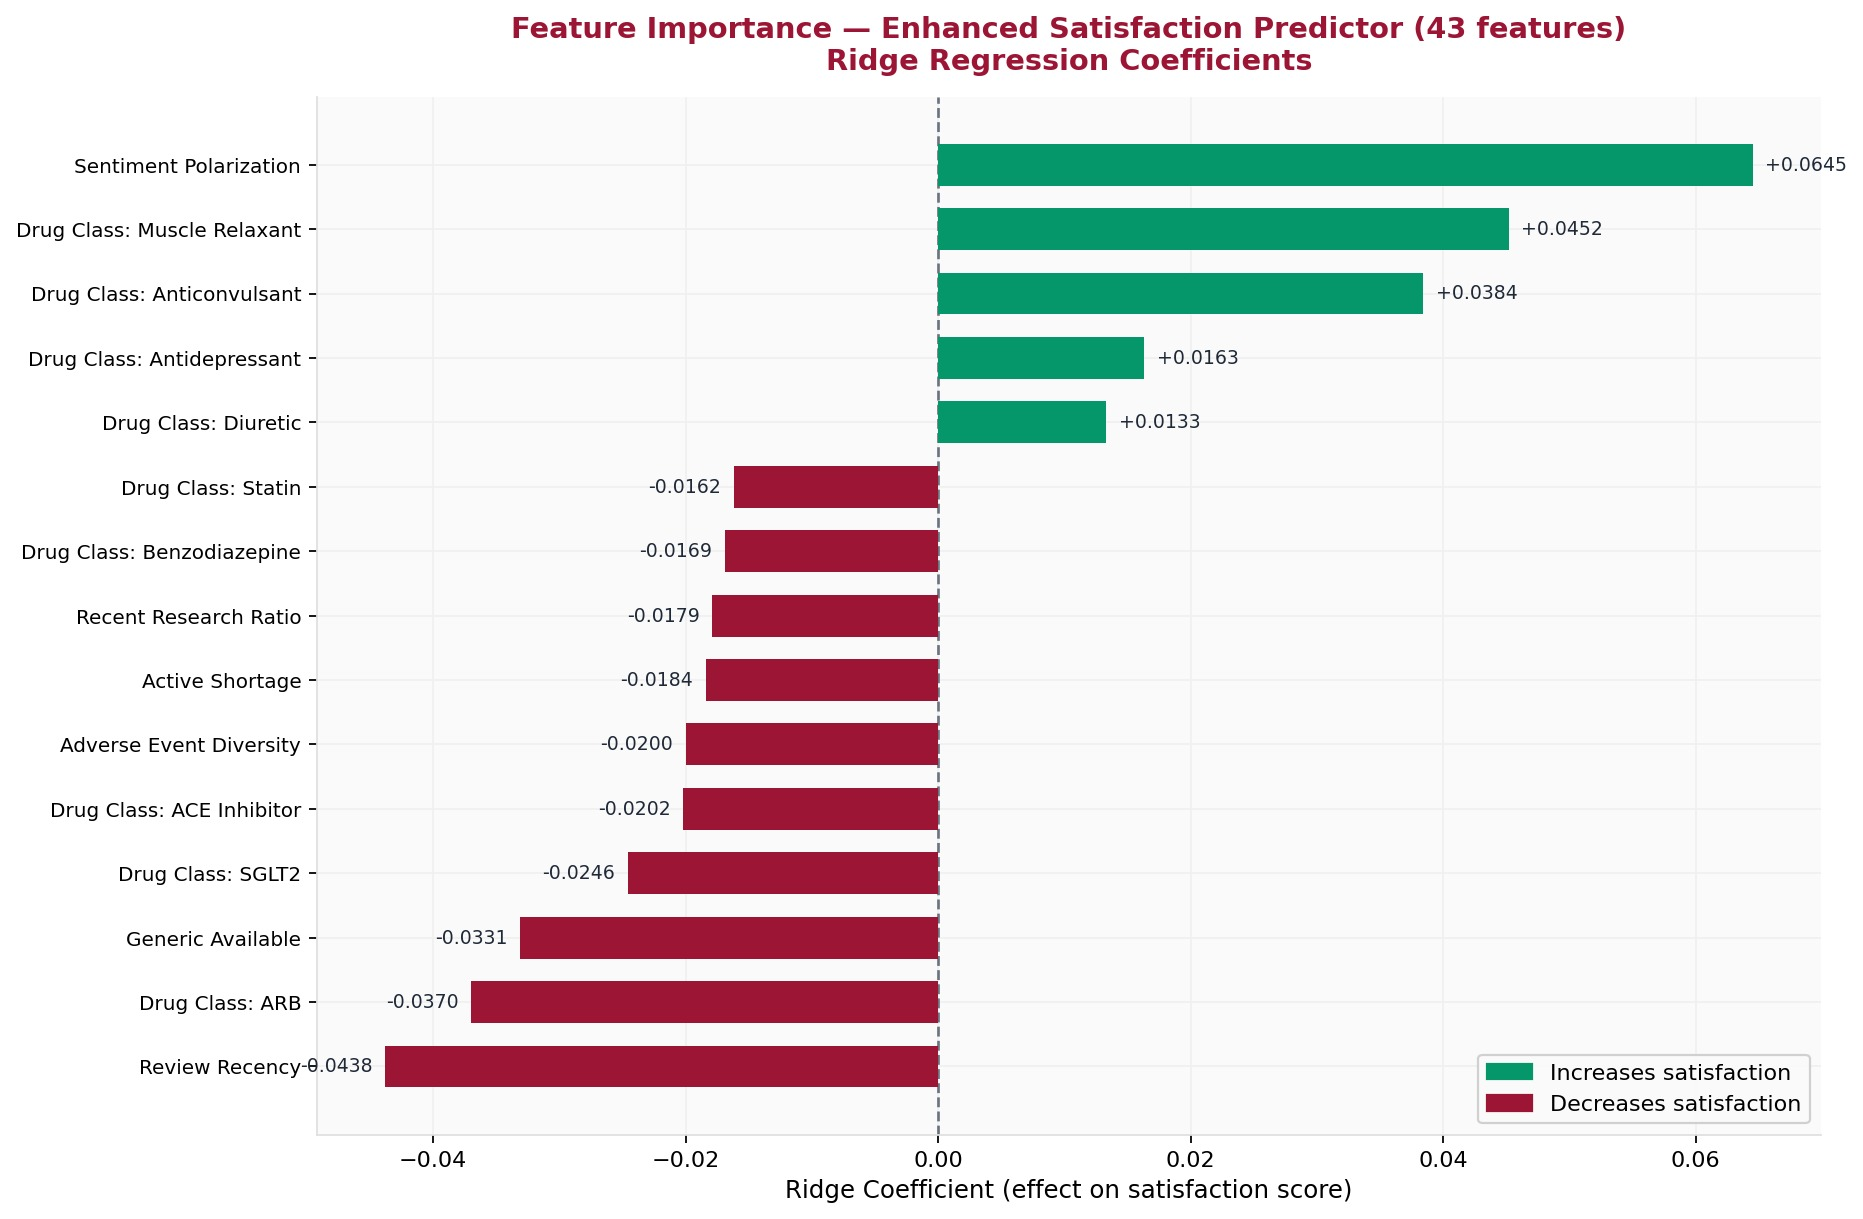 Feature Importance — Enhanced Satisfaction Predictor (43 features)
Ridge Regression Coefficients
Sentiment Polarization +0.0645
Drug Class: Muscle Relaxant +0.0452
Drug Class: Anticonvulsant +0.0384
Drug Class: Antidepressant +0.0163
Drug Class: Diuretic +0.0133
Drug Class: Statin -0.0162
Drug Class: Benzodiazepine -0.0169
Recent Research Ratio -0.0179
Active Shortage -0.0184
Adverse Event Diversity -0.0200
Drug Class: ACE Inhibitor -0.0202
Drug Class: SGLT2 -0.0246
Generic Available -0.0331
Drug Class: ARB -0.0370
Review Recency -0.0438
Increases satisfaction
Decreases satisfaction
−0.04 −0.02 0.00 0.02 0.04 0.06
Ridge Coefficient (effect on satisfaction score)